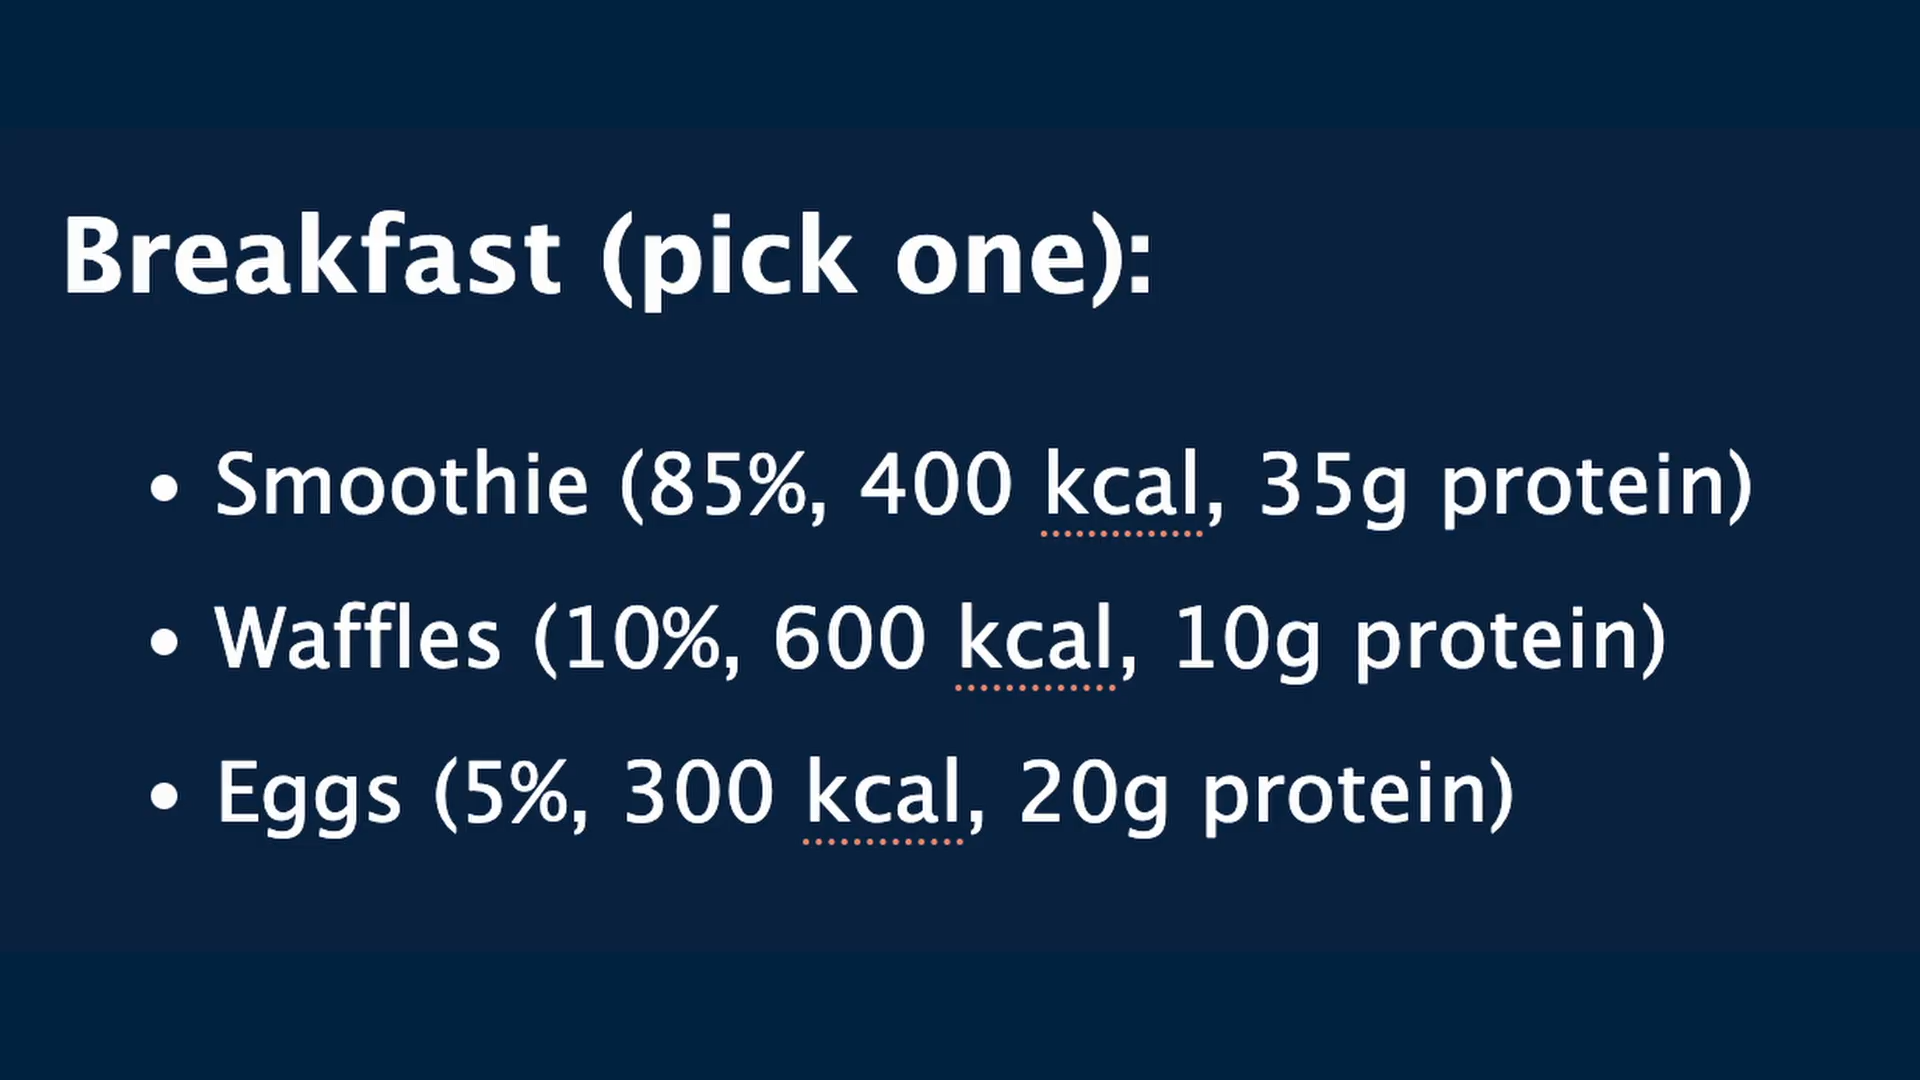 Breakfast (pick one):
• Smoothie (85%, 400 kcal, 35g protein)
• Waffles (10%, 600 kcal, 10g protein)
• Eggs (5%, 300 kcal, 20g protein)